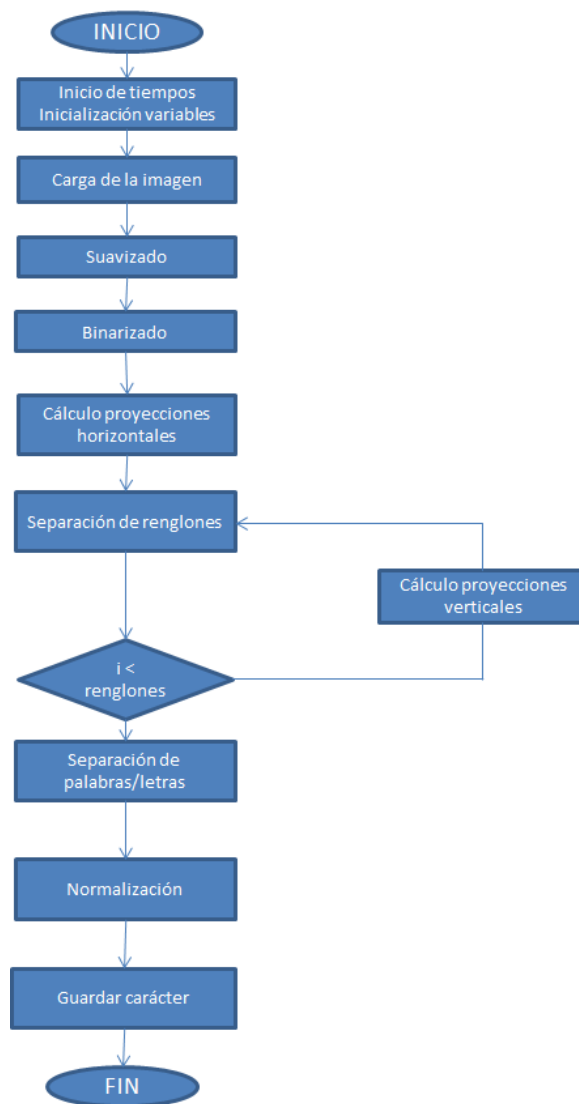 INICIO
Inicio de tiempos
Inicialización variables
Carga de la imagen
Suavizado
Binarizado
Cálculo proyecciones
horizontales
Separación de renglones
Cálculo proyecciones
verticales
i <
renglones
Separación de
palabras/letras
Normalización
Guardar carácter
FIN